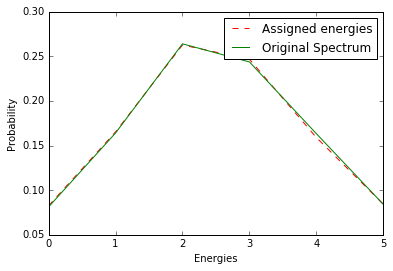 0.30
0.25
0.20
0.15
0.10
0.05
Probability
0 1 2 3 4 5
Energies
Assigned energies
Original Spectrum